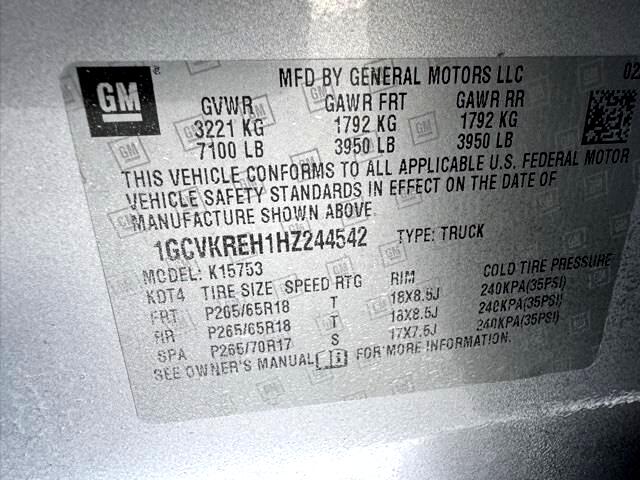 GM
MFD BY GENERAL MOTORS LLC 02
GVWR GAWR FRT GAWR RR
3221 KG 1792 KG 1792 KG
7100 LB 3950 LB 3950 LB
THIS VEHICLE CONFORMS TO ALL APPLICABLE U.S. FEDERAL MOTOR
VEHICLE SAFETY STANDARDS IN EFFECT ON THE DATE OF
MANUFACTURE SHOWN ABOVE.
1GCVKREH1HZ244542 TYPE: TRUCK
MODEL: K15753
KDT4 TIRE SIZE SPEED RTG RIM COLD TIRE PRESSURE
FRT P265/65R18 T 18X8.5J 240KPA(35PSI)
RR P265/65R18 T 18X8.5J 240KPA(35PSI)
SPA P265/70R17 S 17X7.5J 240KPA(35PSI)
SEE OWNER'S MANUAL FOR MORE INFORMATION.